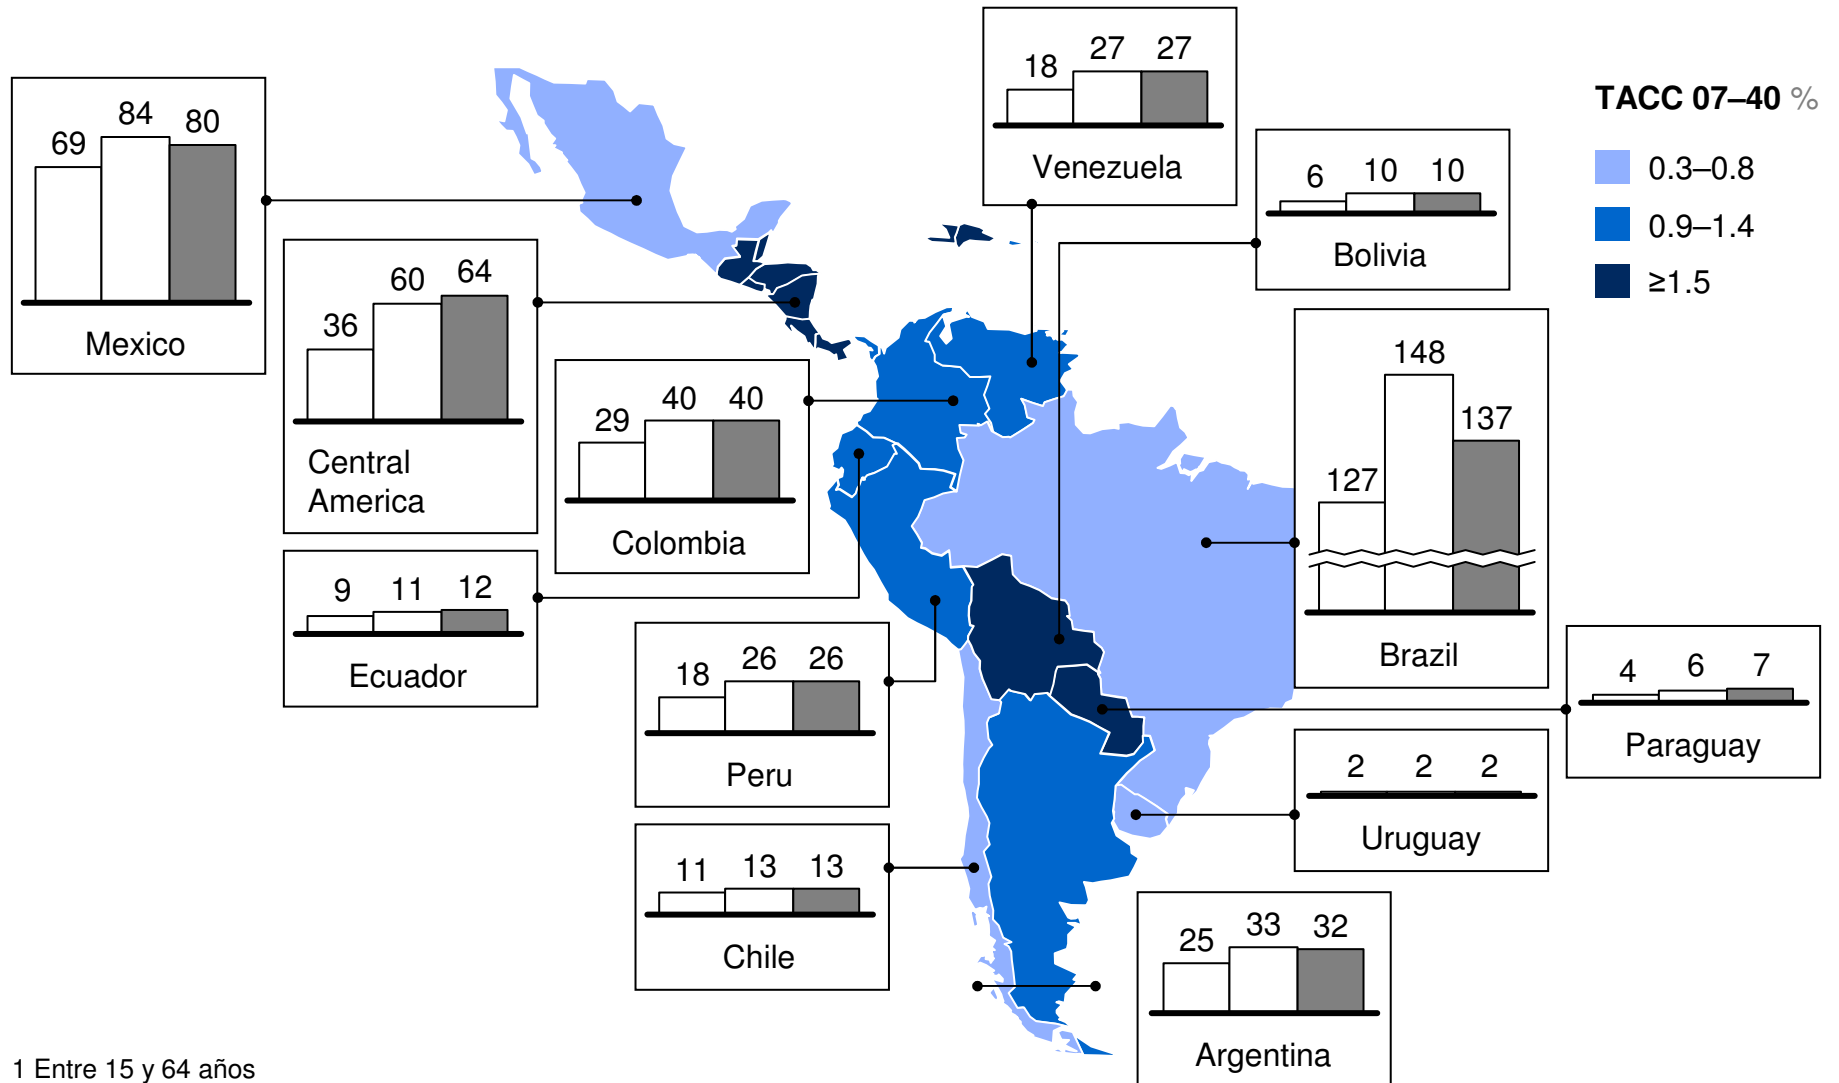 TACC 07–40 %
0.3–0.8
0.9–1.4
≥1.5
69 84 80
Mexico
36 60 64
Central
America
29 40 40
Colombia
9 11 12
Ecuador
18 26 26
Peru
11 13 13
Chile
18 27 27
Venezuela
6 10 10
Bolivia
127 148 137
Brazil
4 6 7
Paraguay
2 2 2
Uruguay
25 33 32
Argentina
1 Entre 15 y 64 años